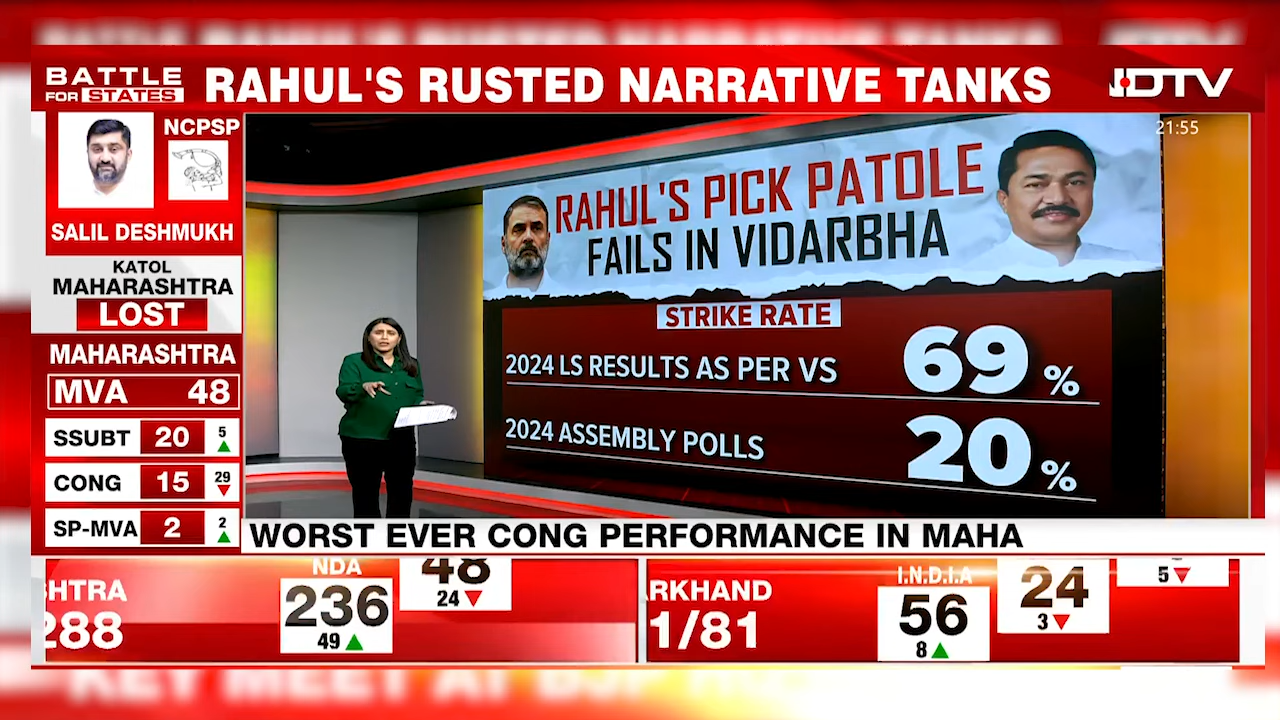 BATTLE
FOR STATES
RAHUL'S RUSTED NARRATIVE TANKS
NDTV
21:55
NCPSP
SALIL DESHMUKH
KATOL
MAHARASHTRA
LOST
MAHARASHTRA
MVA 48
SSUBT 20 5
CONG 15 29
SP-MVA 2 2
RAHUL'S PICK PATOLE
FAILS IN VIDARBHA
STRIKE RATE
2024 LS RESULTS AS PER VS 69 %
2024 ASSEMBLY POLLS 20 %
WORST EVER CONG PERFORMANCE IN MAHA
HTRA
288
NDA
236
49
48
24
RKHAND
1/81
I.N.D.I.A
56
8
24
3
5